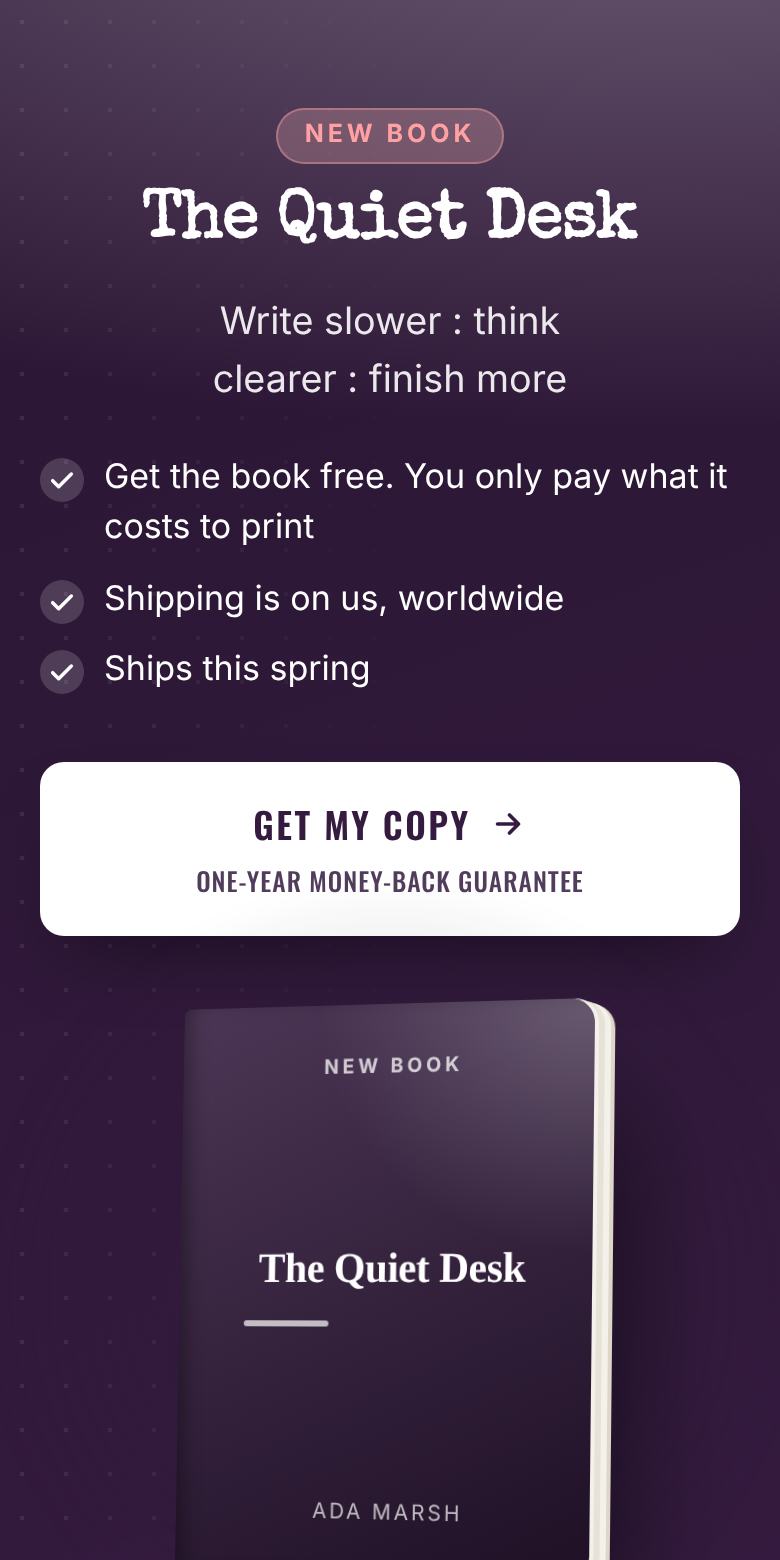 NEW BOOK
The Quiet Desk
Write slower : think
clearer : finish more
Get the book free. You only pay what it
costs to print
Shipping is on us, worldwide
Ships this spring
GET MY COPY →
ONE-YEAR MONEY-BACK GUARANTEE
NEW BOOK
The Quiet Desk
ADA MARSH